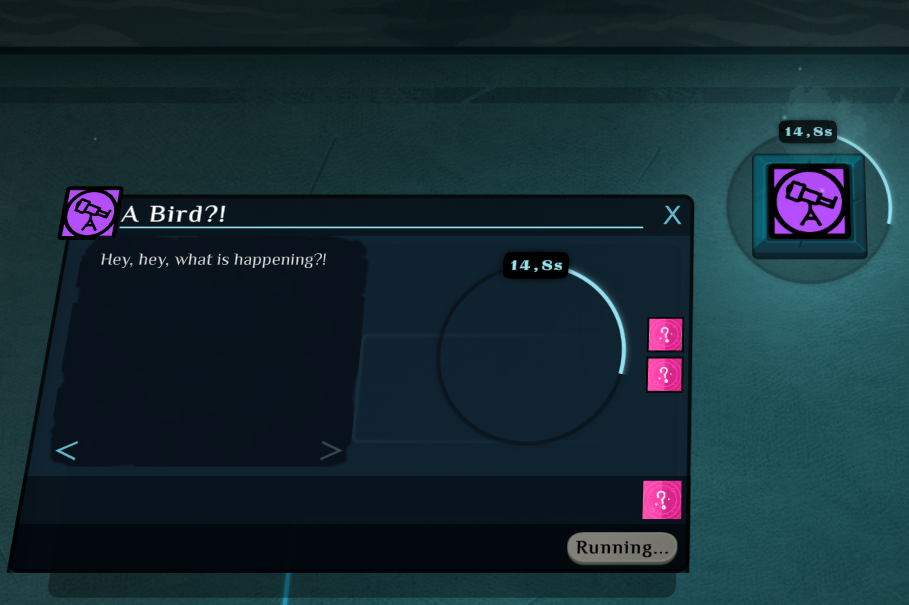 14,8s
A Bird?!
X
Hey, hey, what is happening?!
14,8s
?
?
<
>
?
Running...